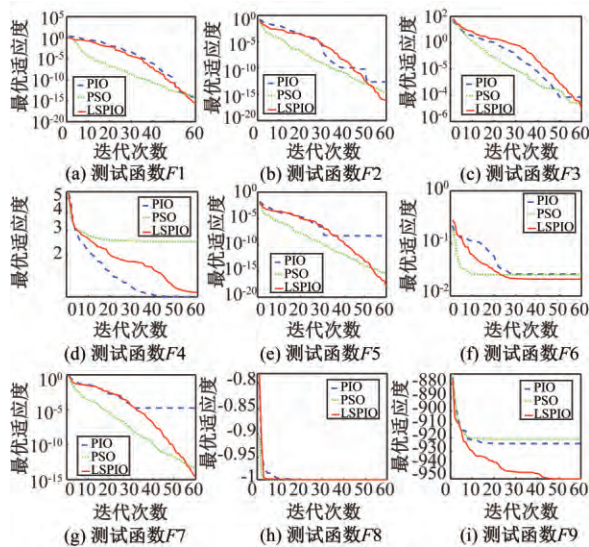 最优适应度
10^5
10^0
10^-5
10^-10
10^-15
10^-20
PIO
PSO
LSPIO
0 10 20 30 40 60
迭代次数
(a) 测试函数F1
最优适应度
10^0
10^-5
10^-10
10^-15
10^-20
PIO
PSO
LSPIO
0 10 20 30 40 60
迭代次数
(b) 测试函数F2
最优适应度
10^2
10^0
10^-2
10^-4
10^-6
PIO
PSO
LSPIO
0 10 20 30 40 60
迭代次数
(c) 测试函数F3
最优适应度
5
4
3
2
PIO
PSO
LSPIO
0 10 20 30 40 60
迭代次数
(d) 测试函数F4
最优适应度
10^0
10^-5
10^-10
10^-15
10^-20
PIO
PSO
LSPIO
0 10 20 30 40 60
迭代次数
(e) 测试函数F5
最优适应度
10^0
10^-1
10^-2
PIO
PSO
LSPIO
0 10 20 30 40 60
迭代次数
(f) 测试函数F6
最优适应度
10^0
10^-5
10^-10
10^-15
PIO
PSO
LSPIO
0 10 20 30 40 60
迭代次数
(g) 测试函数F7
最优适应度
-0.8
-0.85
-0.9
-0.95
-1
PIO
PSO
LSPIO
0 10 20 30 40 60
迭代次数
(h) 测试函数F8
最优适应度
-880
-890
-900
-910
-920
-930
-940
-950
PIO
PSO
LSPIO
0 10 20 30 40 60
迭代次数
(i) 测试函数F9